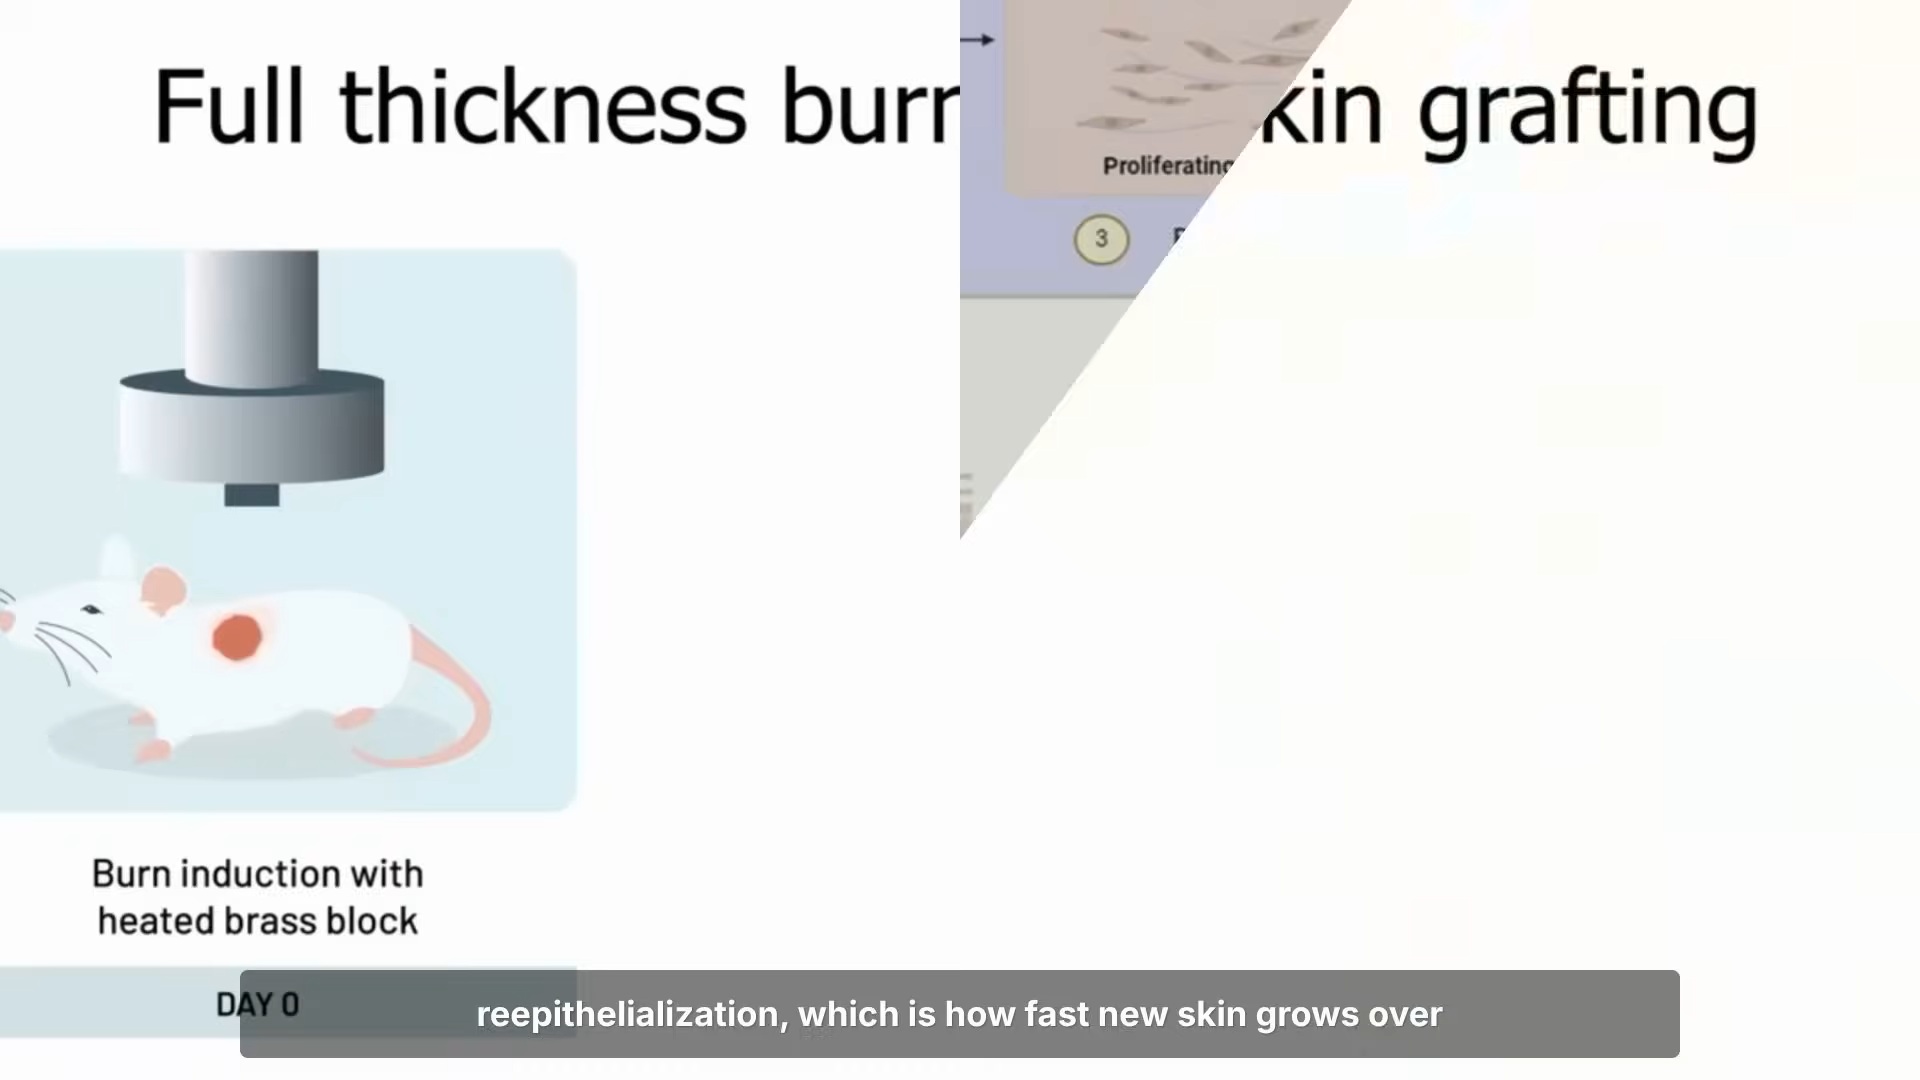 Full thickness burn kin grafting
Proliferating
3
Burn induction with
heated brass block
DAY 0
reepithelialization, which is how fast new skin grows over